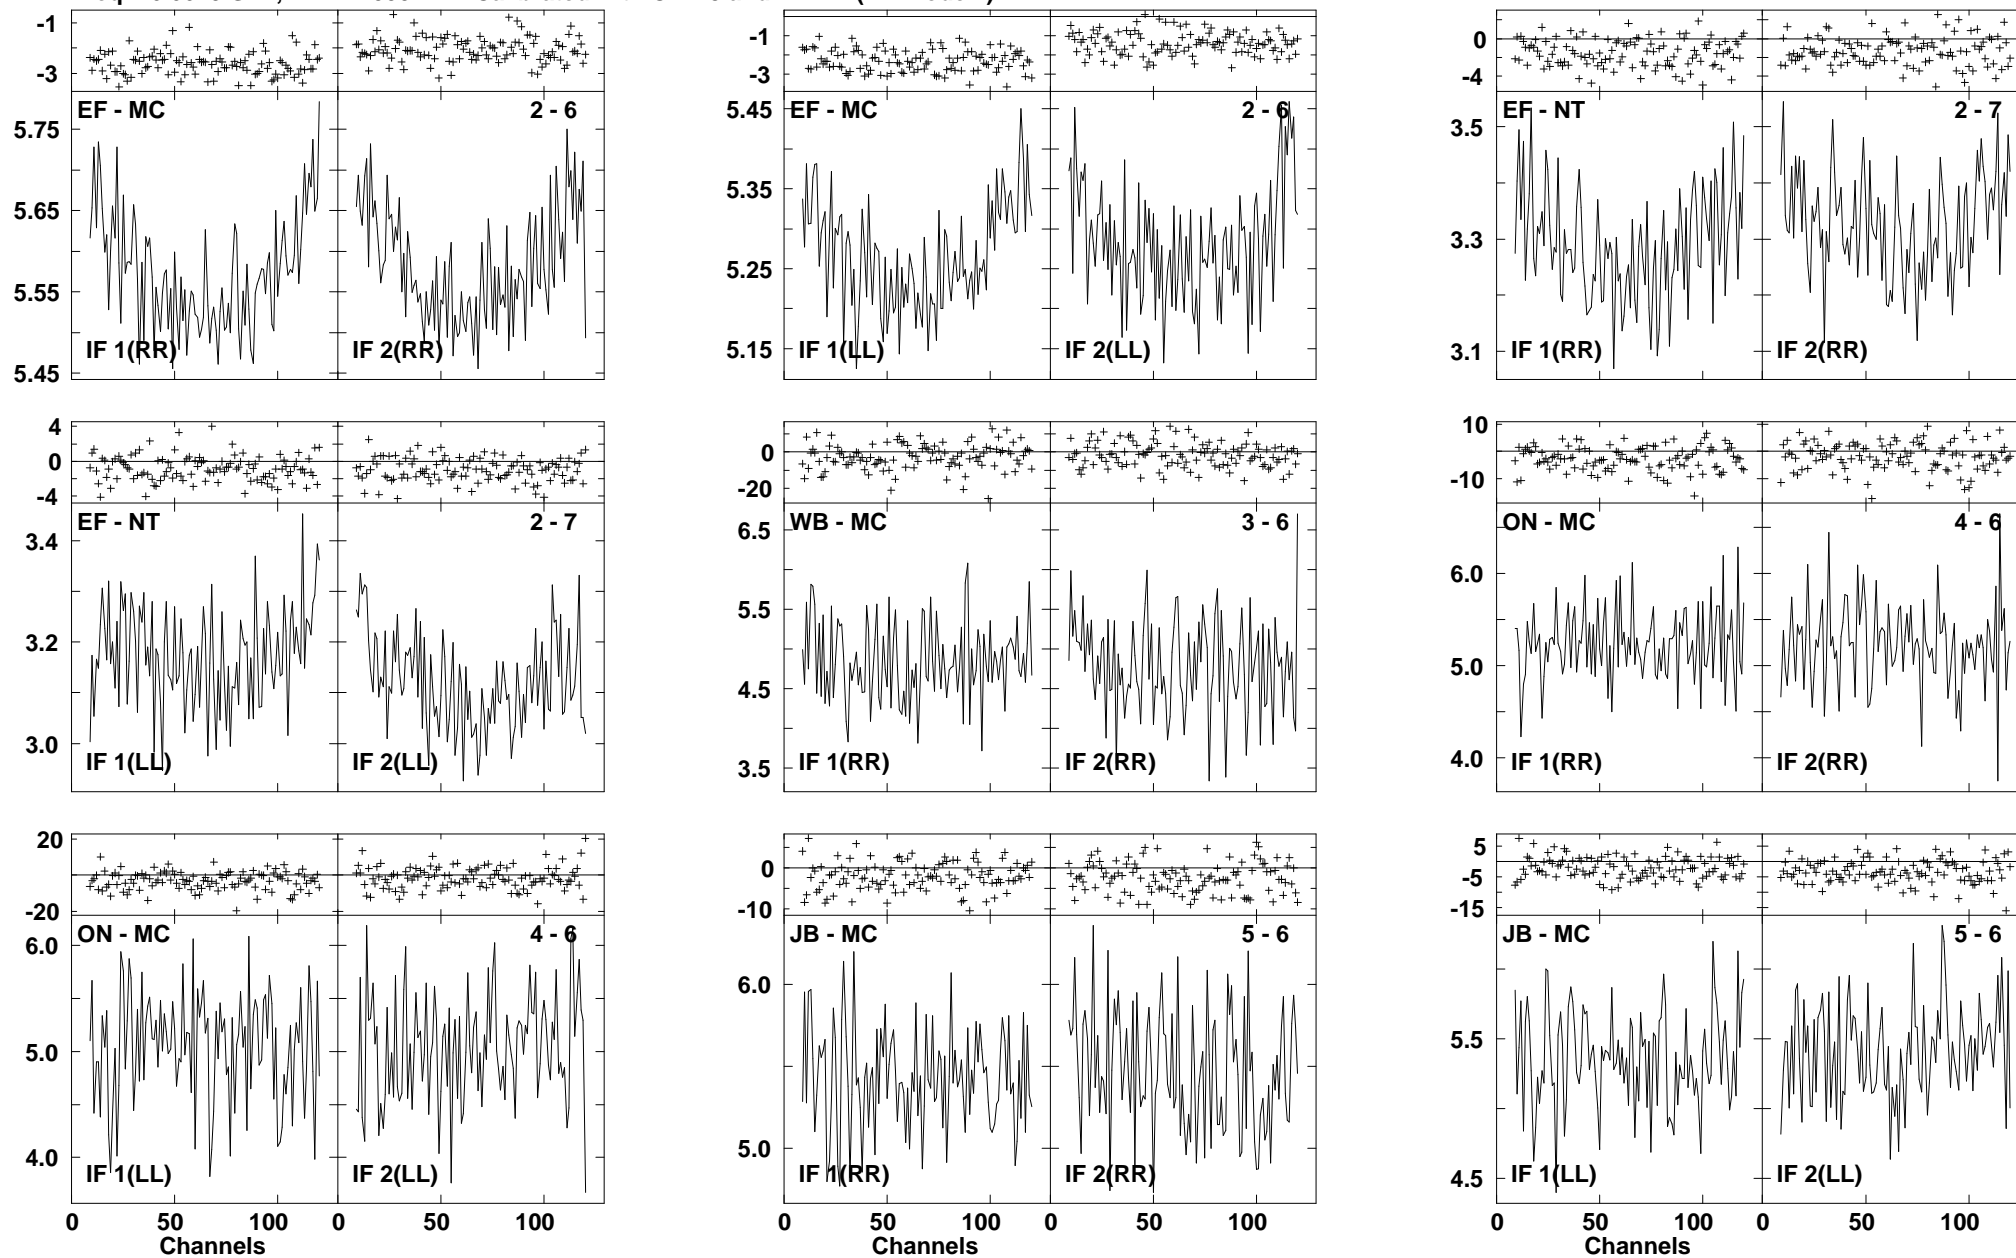 -1
-3
EF - MC
2 - 6
5.75
5.65
5.55
5.45
IF 1(RR)
IF 2(RR)
-1
-3
EF - MC
2 - 6
5.45
5.35
5.25
5.15
IF 1(LL)
IF 2(LL)
0
-4
EF - NT
2 - 7
3.5
3.3
3.1
IF 1(RR)
IF 2(RR)
4
0
-4
EF - NT
2 - 7
3.4
3.2
3.0
IF 1(LL)
IF 2(LL)
0
-20
WB - MC
3 - 6
6.5
5.5
4.5
3.5
IF 1(RR)
IF 2(RR)
10
-10
ON - MC
4 - 6
6.0
5.0
4.0
IF 1(RR)
IF 2(RR)
20
-20
ON - MC
4 - 6
6.0
5.0
4.0
IF 1(LL)
IF 2(LL)
0 50 100 0 50 100
Channels
0
-10
JB - MC
5 - 6
6.0
5.0
IF 1(RR)
IF 2(RR)
0 50 100 0 50 100
Channels
5
-5
-15
JB - MC
5 - 6
5.5
4.5
IF 1(LL)
IF 2(LL)
0 50 100 0 50 100
Channels